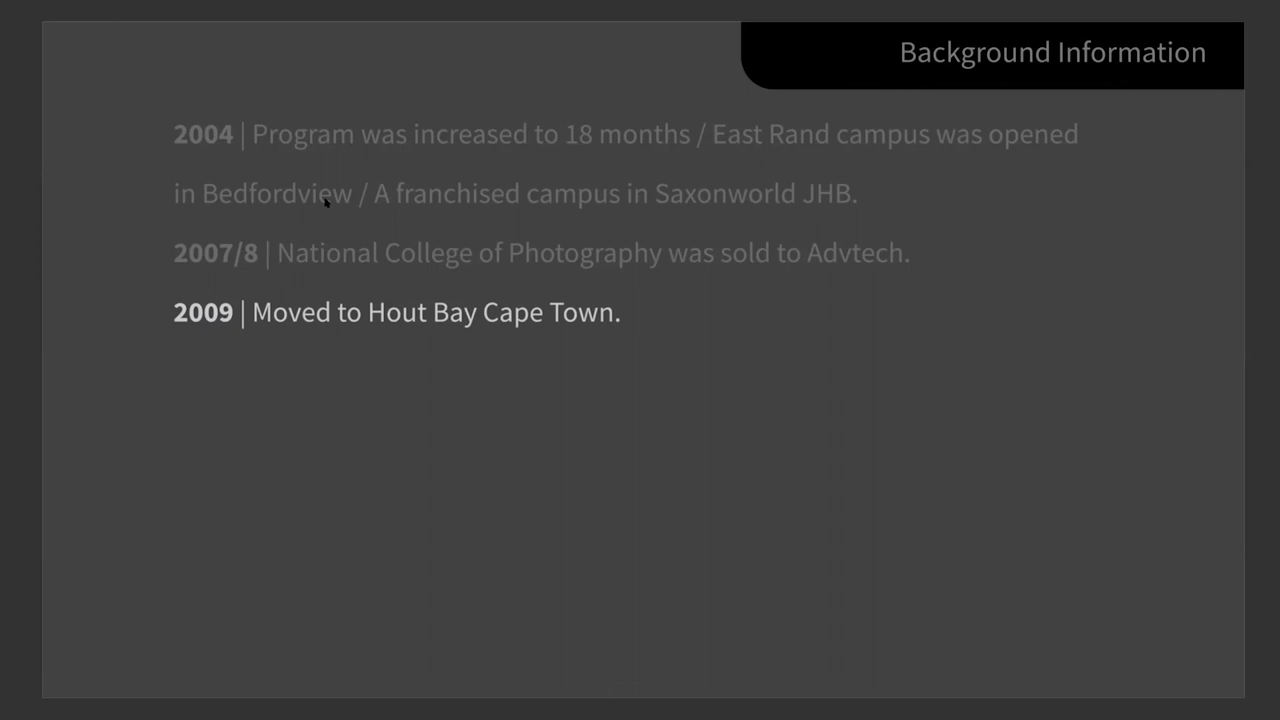 Background Information
2004 | Program was increased to 18 months / East Rand campus was opened
in Bedfordview / A franchised campus in Saxonworld JHB.
2007/8 | National College of Photography was sold to Advtech.
2009 | Moved to Hout Bay Cape Town.